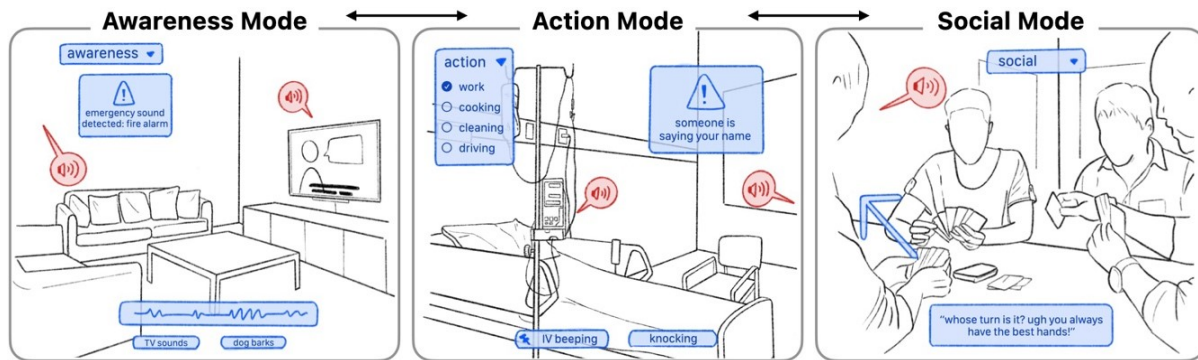 Awareness Mode
Action Mode
Social Mode
awareness
emergency sound
detected: fire alarm
TV sounds
dog barks
action
work
cooking
cleaning
driving
someone is
saying your name
IV beeping
knocking
social
"whose turn is it? ugh you always
have the best hands!"